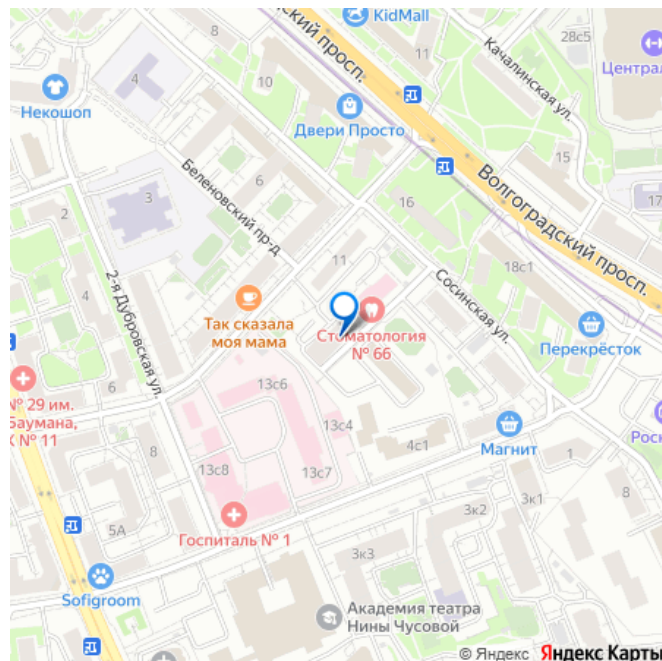 KidMall
ский просп.
28с5
Качалинская ул.
Централ
11
4
10
Некошоп
Двери Просто
Волгоградский просп.
15
Беленовский пр-д
6
3
17
2
16
11
18с1
2-я Дубровская ул.
4
Сосинская ул.
Так сказала
моя мама
Стоматология
№ 66
Перекрёсток
№ 29 им.
Баумана,
К № 11
13с6
13с4
4с1
Магнит
Роск
8
13с8
13с7
1
8
3к1
3к2
5А
Госпиталь № 1
3к3
Sofigroom
Академия театра
Нины Чусовой
© Яндекс Яндекс Карты